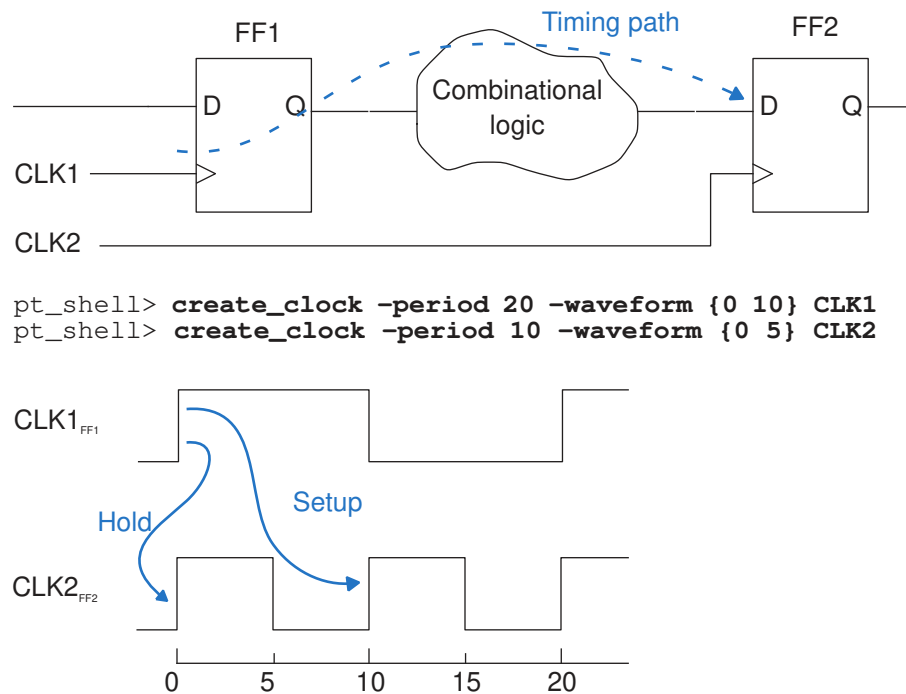 FF1
Timing path
FF2
D
Q
Combinational
logic
D
Q
CLK1
CLK2
pt_shell> create_clock –period 20 –waveform {0 10} CLK1
pt_shell> create_clock –period 10 –waveform {0 5} CLK2
CLK1FF1
Hold
Setup
CLK2FF2
0 5 10 15 20